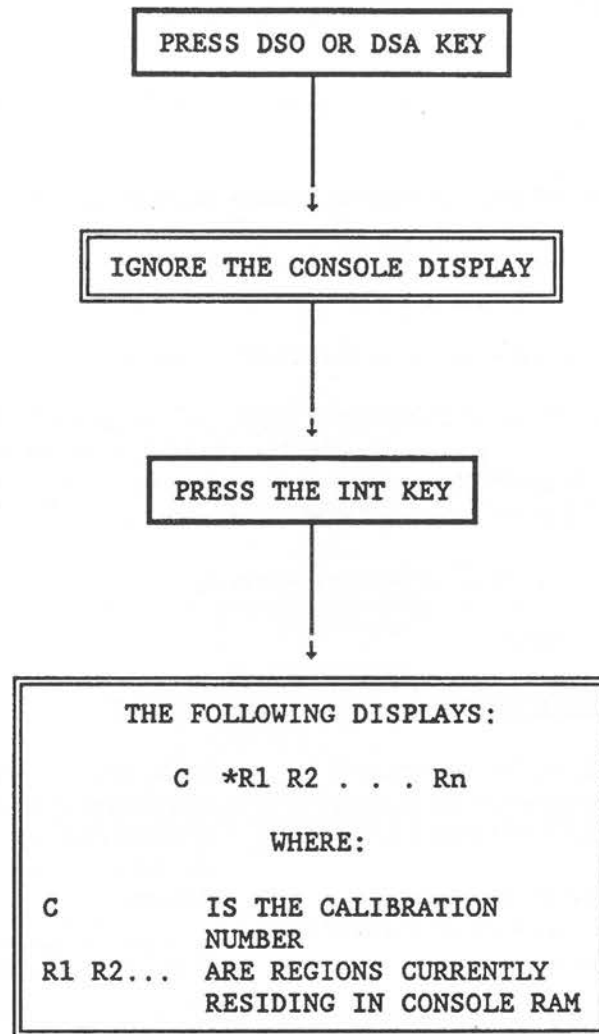 PRESS DSO OR DSA KEY
IGNORE THE CONSOLE DISPLAY
PRESS THE INT KEY
THE FOLLOWING DISPLAYS:
C *R1 R2 . . . Rn
WHERE:
C IS THE CALIBRATION
NUMBER
R1 R2... ARE REGIONS CURRENTLY
RESIDING IN CONSOLE RAM